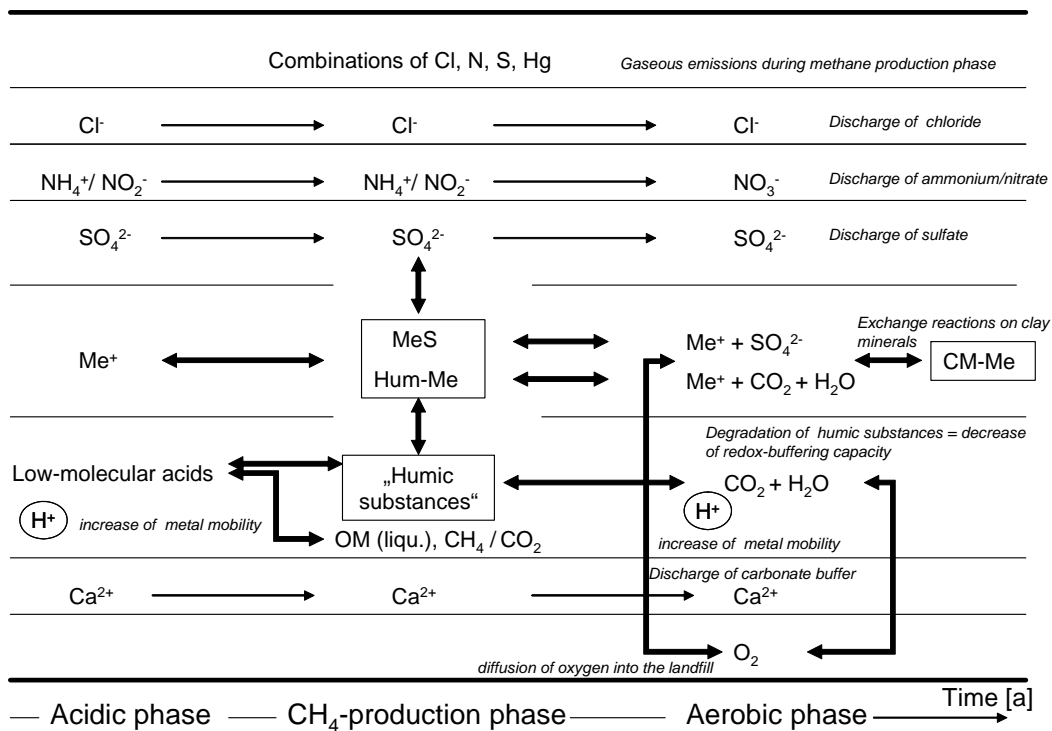 Combinations of Cl, N, S, Hg
Gaseous emissions during methane production phase
Cl⁻
Cl⁻
Cl⁻
Discharge of chloride
NH₄⁺/ NO₂⁻
NH₄⁺/ NO₂⁻
NO₃⁻
Discharge of ammonium/nitrate
SO₄²⁻
SO₄²⁻
SO₄²⁻
Discharge of sulfate
Me⁺
MeS
Hum-Me
Me⁺ + SO₄²⁻
Me⁺ + CO₂ + H₂O
Exchange reactions on clay
minerals
CM-Me
Degradation of humic substances = decrease
of redox-buffering capacity
Low-molecular acids
„Humic
substances“
CO₂ + H₂O
H⁺
increase of metal mobility
OM (liqu.), CH₄ / CO₂
H⁺
increase of metal mobility
Discharge of carbonate buffer
Ca²⁺
Ca²⁺
Ca²⁺
diffusion of oxygen into the landfill
O₂
Time [a]
Acidic phase
CH₄-production phase
Aerobic phase